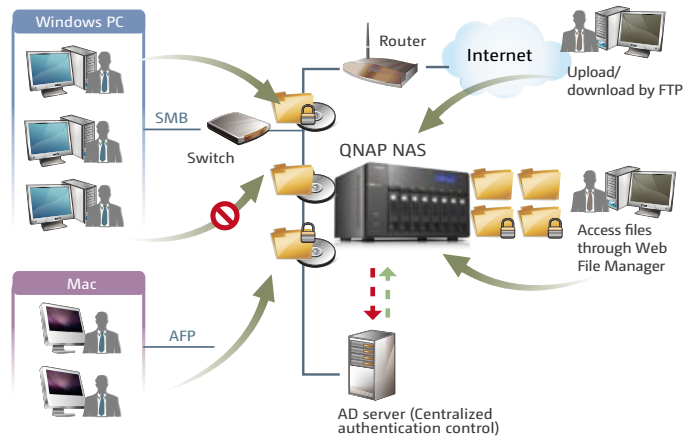 Windows PC
Router
Internet
Upload/
download by FTP
SMB
Switch
QNAP NAS
Access files
through Web
File Manager
Mac
AFP
AD server (Centralized
authentication control)